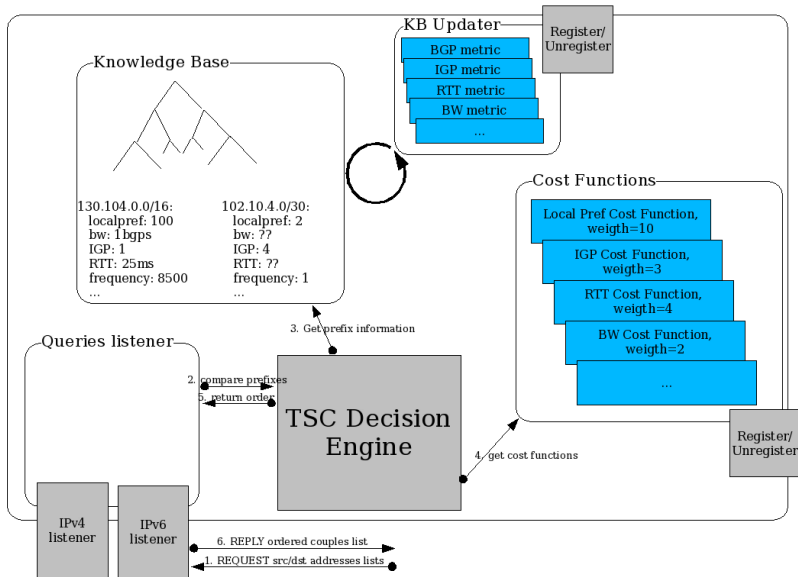 KB Updater
BGP metric
IGP metric
RTT metric
BW metric
...
Register/
Unregister
Knowledge Base
130.104.0.0/16:
localpref: 100
bw: 1bgps
IGP: 1
RTT: 25ms
frequency: 8500
...
102.10.4.0/30:
localpref: 2
bw: ??
IGP: 4
RTT: ??
frequency: 1
...
Cost Functions
Local Pref Cost Function,
weigth=10
IGP Cost Function,
weigth=3
RTT Cost Function,
weigth=4
BW Cost Function,
weigth=2
...
Register/
Unregister
3. Get prefix information
Queries listener
2. compare prefixes
5. return order
TSC Decision
Engine
4. get cost functions
IPv4
listener
IPv6
listener
6. REPLY ordered couples list
1. REQUEST src/dst addresses lists